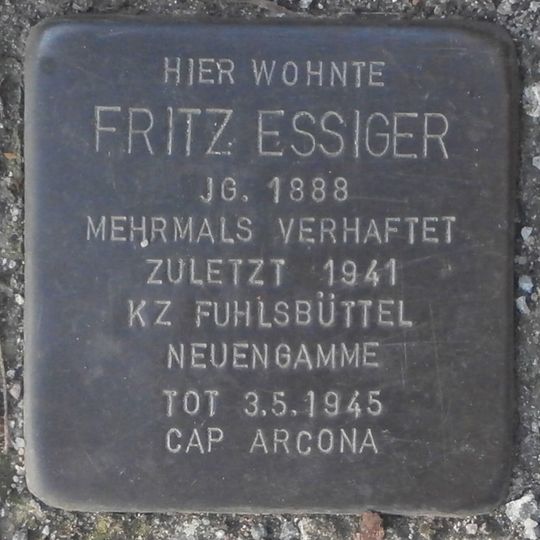 HIER WOHNTE
FRITZ ESSIGER
JG. 1888
MEHRMALS VERHAFTET
ZULETZT 1941
KZ FUHLSBÜTTEL
NEUENGAMME
TOT 3.5.1945
CAP ARCONA